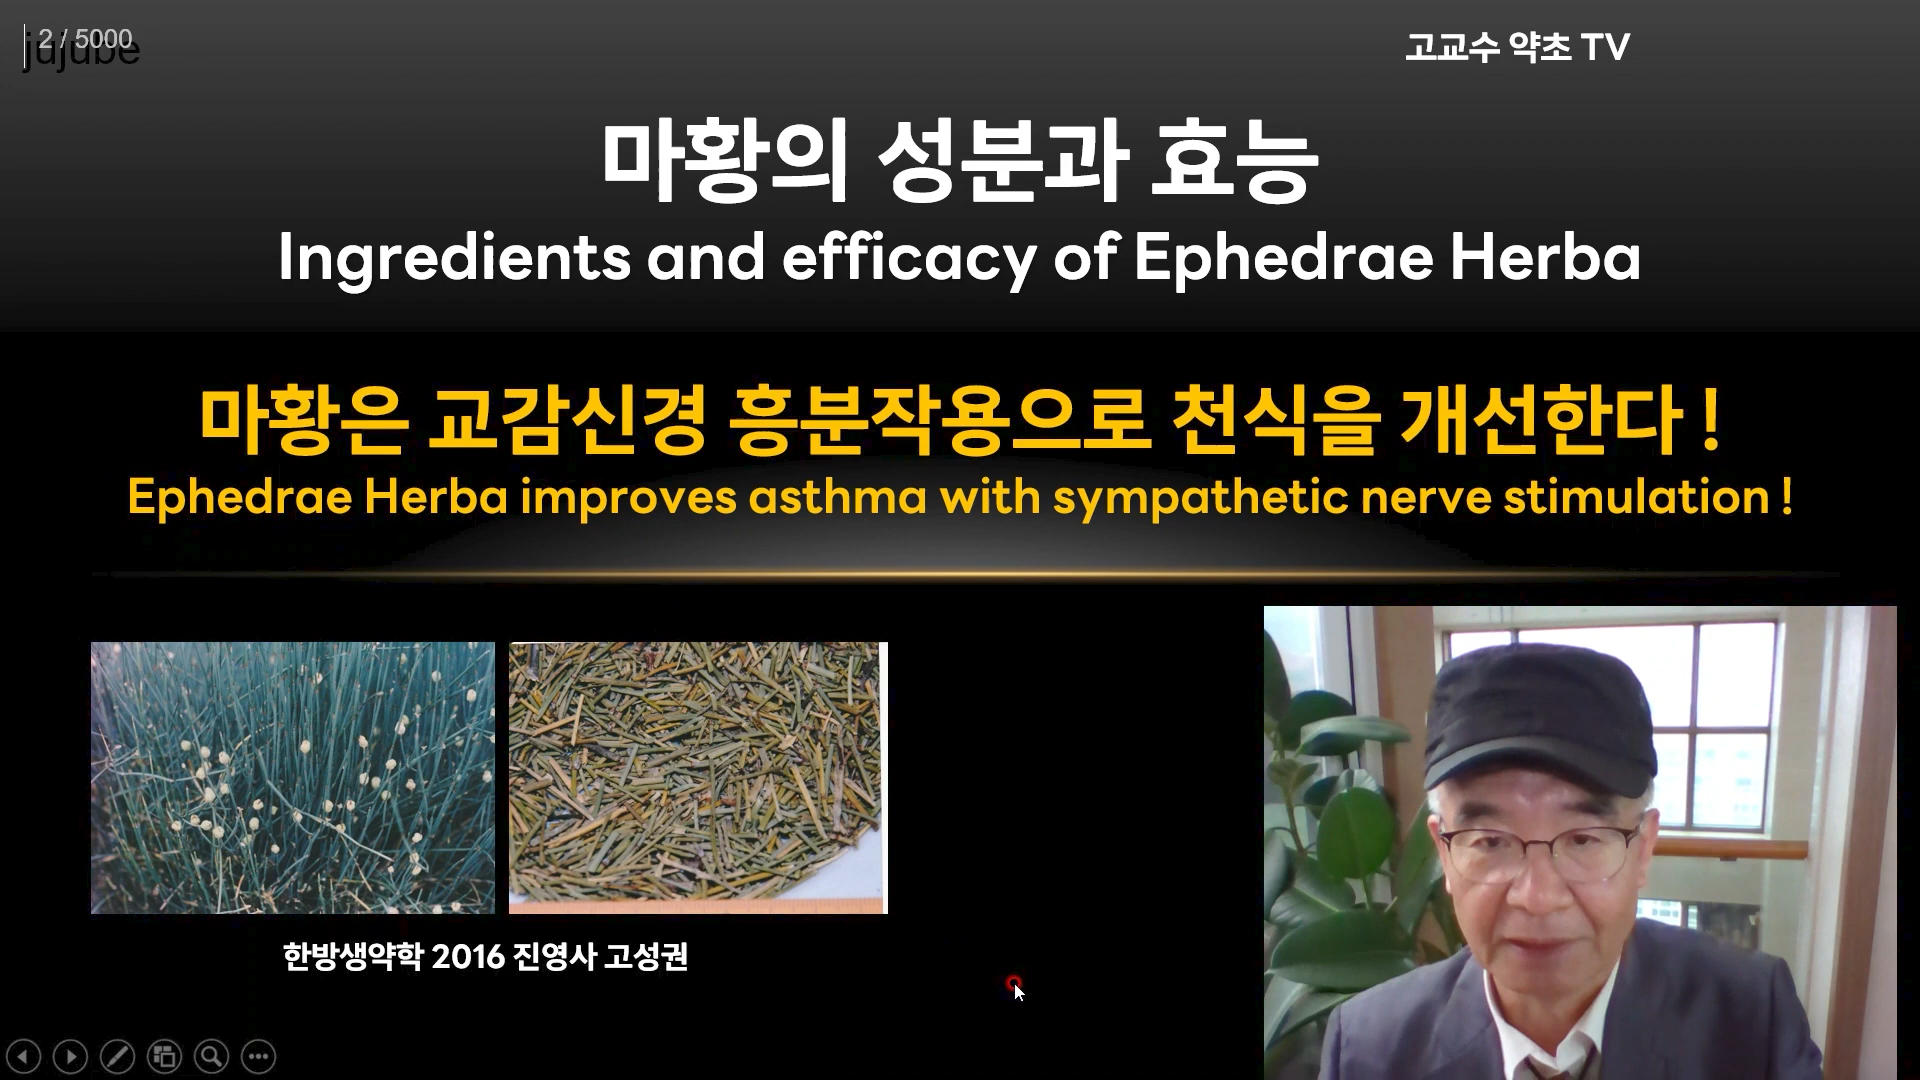 jujube
2 / 5000
고교수 약초 TV
마황의 성분과 효능
Ingredients and efficacy of Ephedrae Herba
마황은 교감신경 흥분작용으로 천식을 개선한다 !
Ephedrae Herba improves asthma with sympathetic nerve stimulation !
한방생약학 2016 진영사 고성권